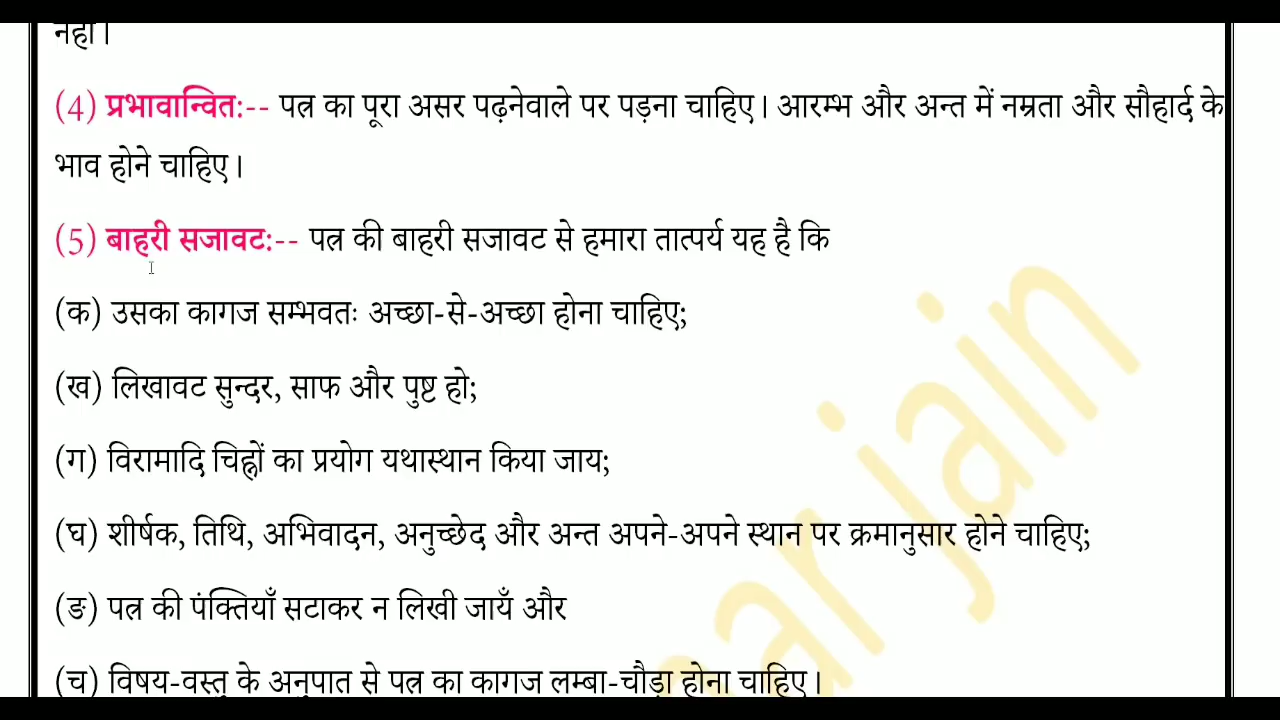 नहीं।
(4) प्रभावान्वित:-- पत्र का पूरा असर पढ़नेवाले पर पड़ना चाहिए। आरम्भ और अन्त में नम्रता और सौहार्द के
भाव होने चाहिए।
(5) बाहरी सजावट:-- पत्र की बाहरी सजावट से हमारा तात्पर्य यह है कि
(क) उसका कागज सम्भवतः अच्छा-से-अच्छा होना चाहिए;
(ख) लिखावट सुन्दर, साफ और पुष्ट हो;
(ग) विरामादि चिह्नों का प्रयोग यथास्थान किया जाय;
(घ) शीर्षक, तिथि, अभिवादन, अनुच्छेद और अन्त अपने-अपने स्थान पर क्रमानुसार होने चाहिए;
(ङ) पत्र की पंक्तियाँ सटाकर न लिखी जायँ और
(च) विषय-वस्तु के अनुपात से पत्र का कागज लम्बा-चौड़ा होना चाहिए।
jain